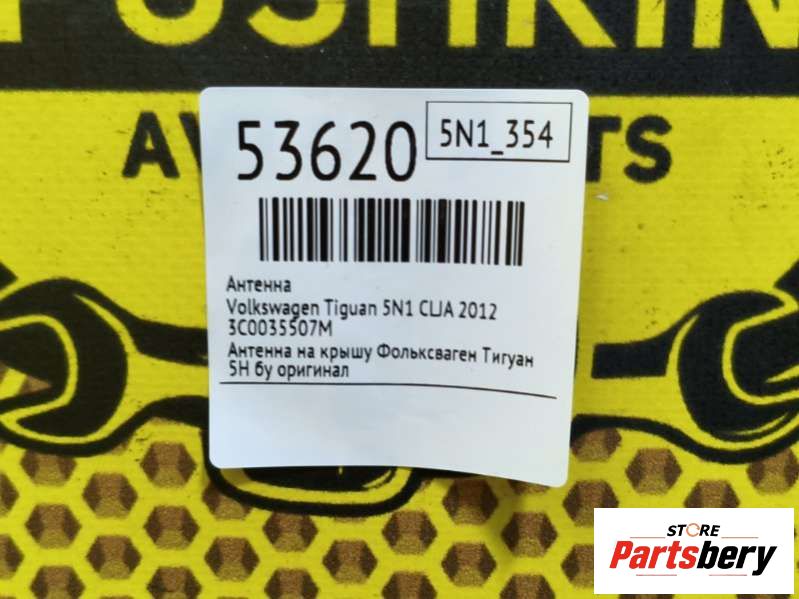 PUSHKIN
53620
5N1_354
Антенна
Volkswagen Tiguan 5N1 CLJA 2012
3C0035507M
Антенна на крышу Фольксваген Тигуан
5Н бу оригинал
STORE
Partsbery